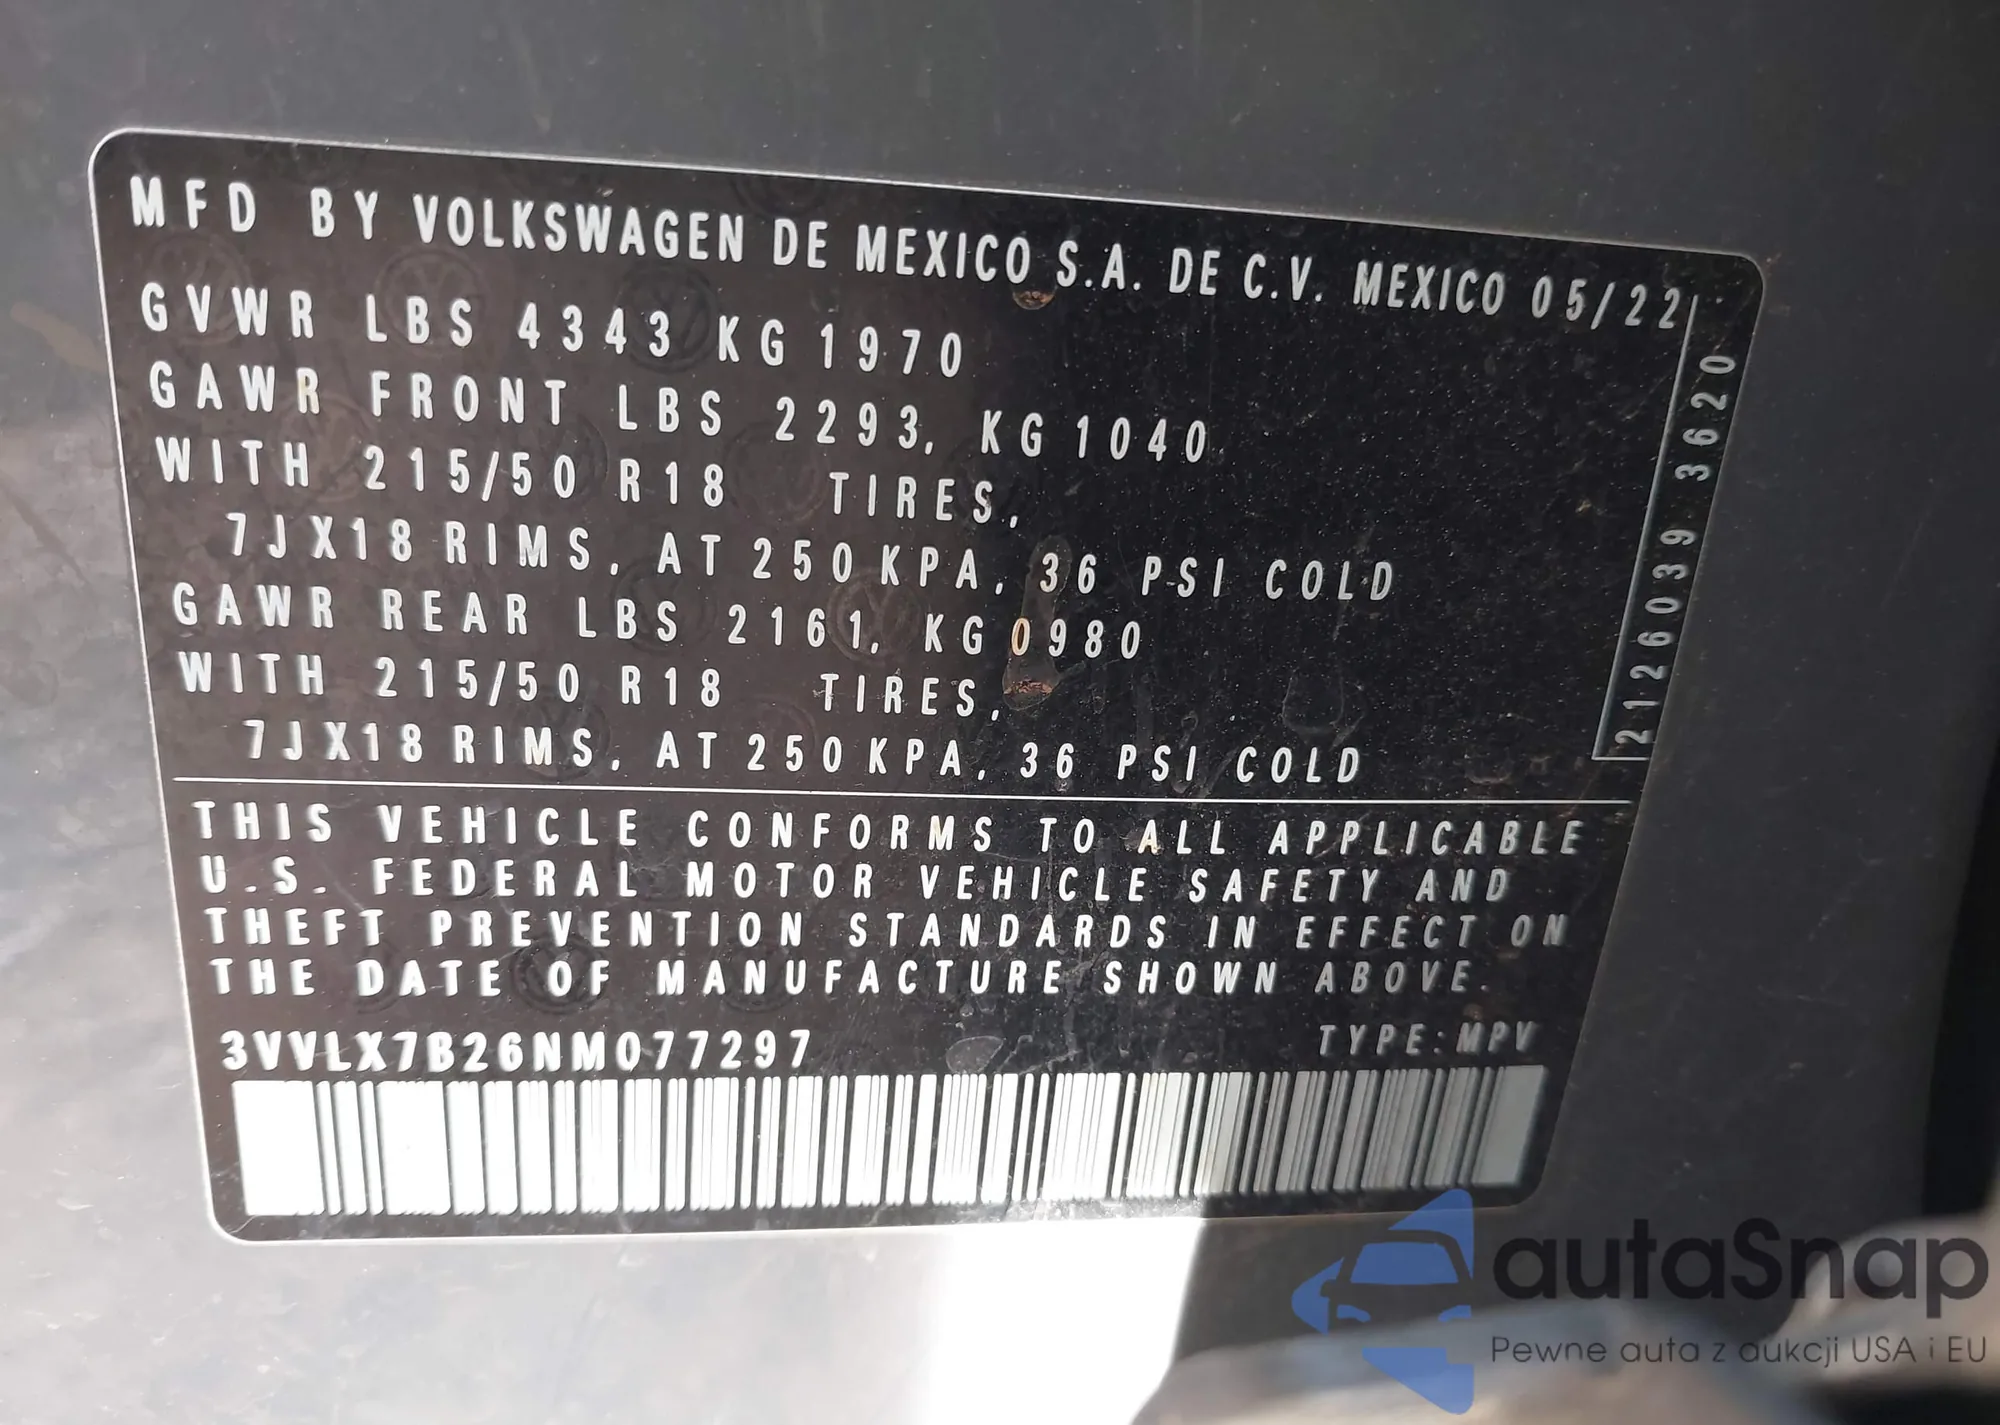 MFD BY VOLKSWAGEN DE MEXICO S.A. DE C.V. MEXICO 05/22
GVWR LBS 4343 KG 1970
GAWR FRONT LBS 2293, KG 1040
WITH 215/50 R18 TIRES,
7JX18 RIMS, AT 250 KPA, 36 PSI COLD
GAWR REAR LBS 2161, KG 0980
WITH 215/50 R18 TIRES,
7JX18 RIMS, AT 250 KPA, 36 PSI COLD
2126039 3620
THIS VEHICLE CONFORMS TO ALL APPLICABLE
U.S. FEDERAL MOTOR VEHICLE SAFETY AND
THEFT PREVENTION STANDARDS IN EFFECT ON
THE DATE OF MANUFACTURE SHOWN ABOVE.
3VVLX7B26NM077297 TYPE: MPV
autaSnap
Pewne auta z aukcji USA i EU